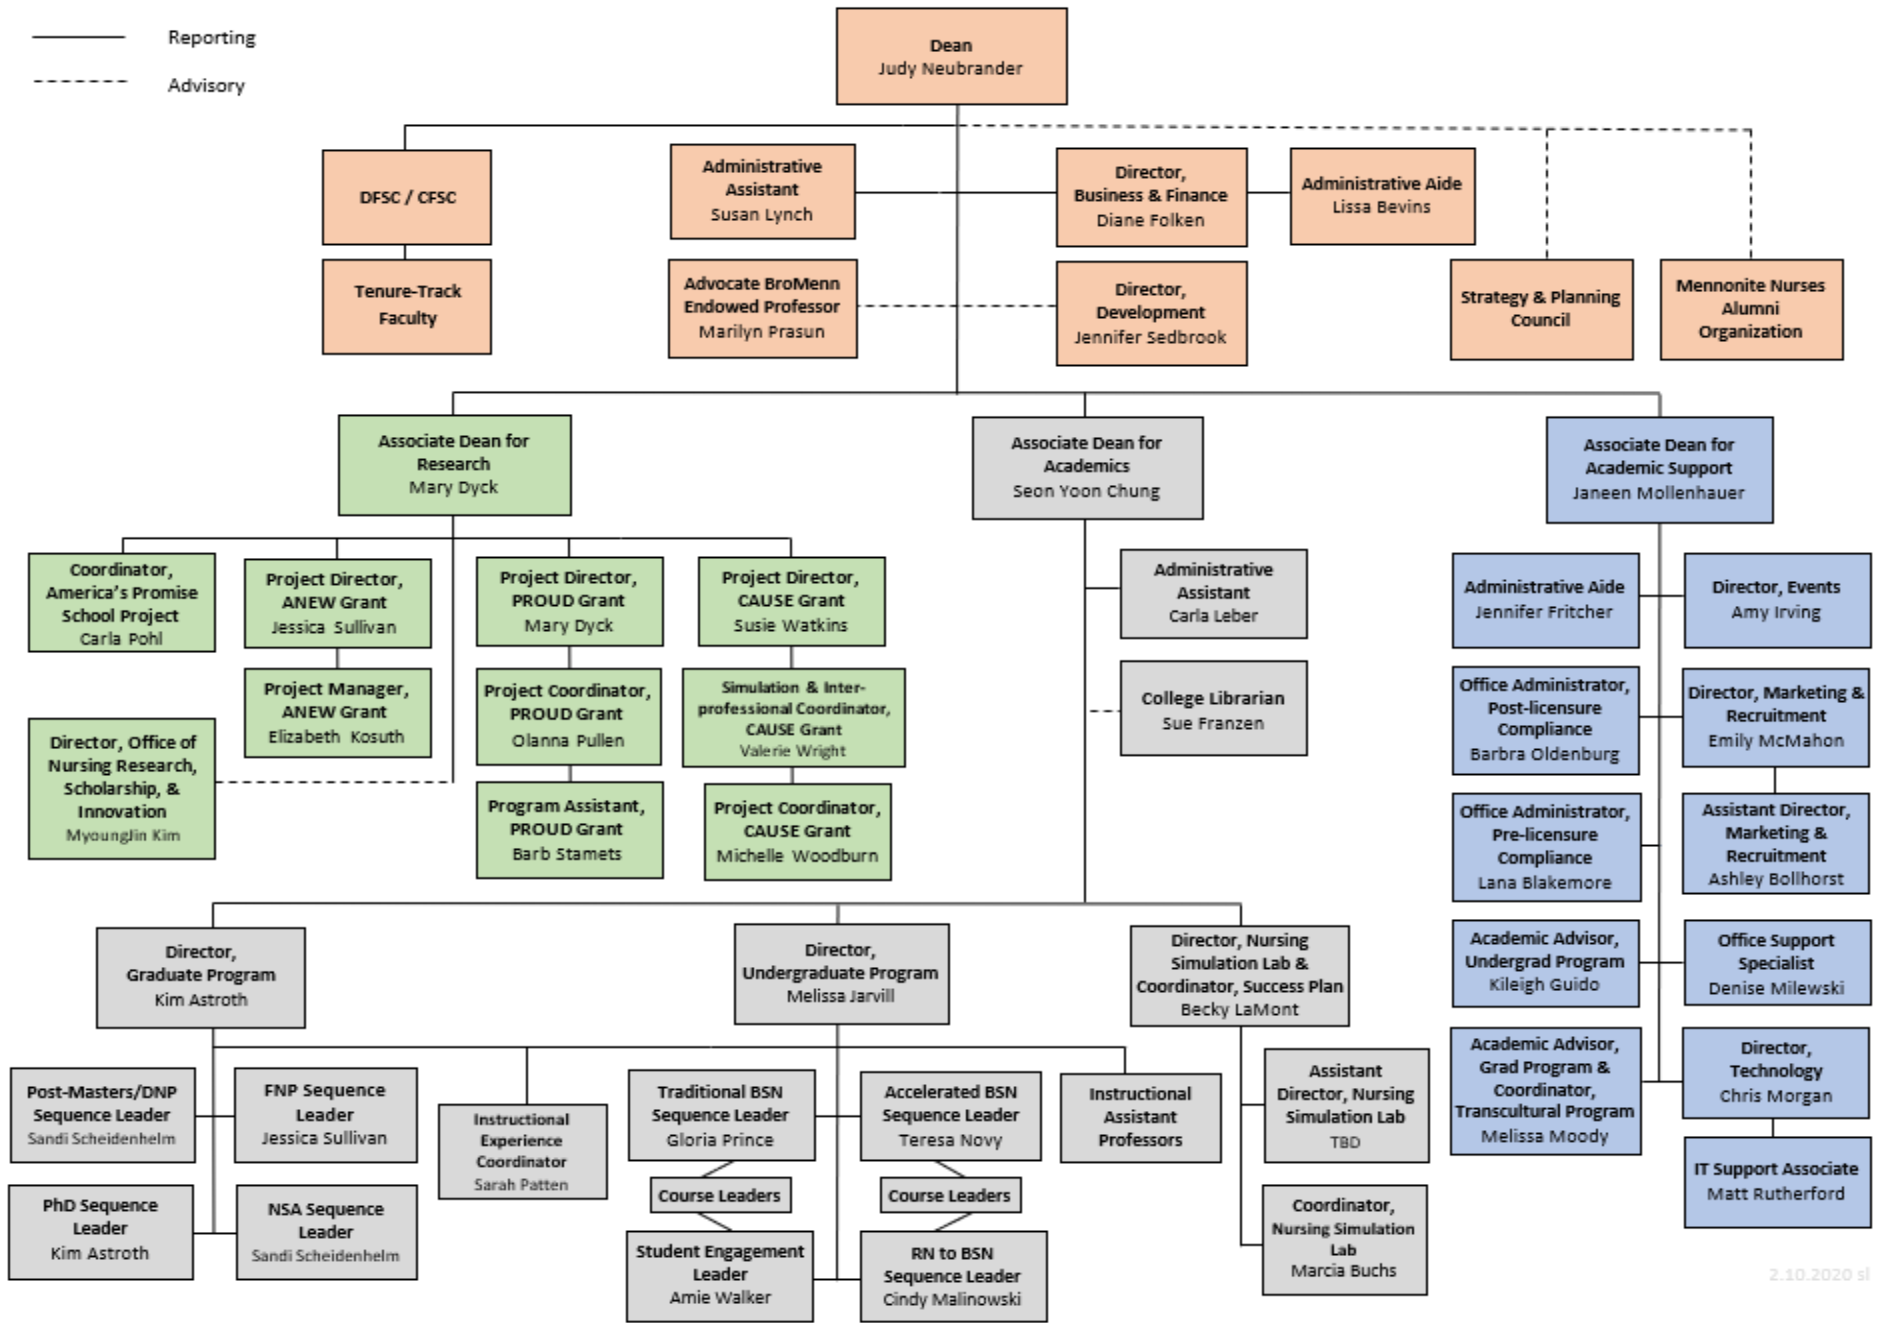 Reporting
Advisory
Dean
Judy Neubrander
DFSC / CFSC
Tenure-Track
Faculty
Administrative
Assistant
Susan Lynch
Director,
Business & Finance
Diane Folken
Administrative Aide
Lissa Bevins
Advocate BroMenn
Endowed Professor
Marilyn Prasun
Director,
Development
Jennifer Sedbrook
Strategy & Planning
Council
Mennonite Nurses
Alumni
Organization
Associate Dean for
Research
Mary Dyck
Associate Dean for
Academics
Seon Yoon Chung
Associate Dean for
Academic Support
Janeen Mollenhauer
Coordinator,
America's Promise
School Project
Carla Pohl
Project Director,
ANEW Grant
Jessica Sullivan
Project Director,
PROUD Grant
Mary Dyck
Project Director,
CAUSE Grant
Susie Watkins
Project Manager,
ANEW Grant
Elizabeth Kosuth
Project Coordinator,
PROUD Grant
Olanna Pullen
Simulation & Inter-
professional Coordinator,
CAUSE Grant
Valerie Wright
Director, Office of
Nursing Research,
Scholarship, &
Innovation
MyoungJin Kim
Program Assistant,
PROUD Grant
Barb Stamets
Project Coordinator,
CAUSE Grant
Michelle Woodburn
Administrative
Assistant
Carla Leber
College Librarian
Sue Franzen
Administrative Aide
Jennifer Fritcher
Director, Events
Amy Irving
Office Administrator,
Post-licensure
Compliance
Barbra Oldenburg
Director, Marketing &
Recruitment
Emily McMahon
Office Administrator,
Pre-licensure
Compliance
Lana Blakemore
Assistant Director,
Marketing &
Recruitment
Ashley Bollhorst
Academic Advisor,
Undergrad Program
Kileigh Guido
Office Support
Specialist
Denise Milewski
Academic Advisor,
Grad Program &
Coordinator,
Transcultural Program
Melissa Moody
Director,
Technology
Chris Morgan
IT Support Associate
Matt Rutherford
Director,
Graduate Program
Kim Astroth
Director,
Undergraduate Program
Melissa Jarvill
Director, Nursing
Simulation Lab &
Coordinator, Success Plan
Becky LaMont
Post-Masters/DNP
Sequence Leader
Sandi Scheidenhelm
FNP Sequence
Leader
Jessica Sullivan
PhD Sequence
Leader
Kim Astroth
NSA Sequence
Leader
Sandi Scheidenhelm
Instructional
Experience
Coordinator
Sarah Patten
Traditional BSN
Sequence Leader
Gloria Prince
Accelerated BSN
Sequence Leader
Teresa Novy
Course Leaders
Course Leaders
Student Engagement
Leader
Amie Walker
RN to BSN
Sequence Leader
Cindy Malinowski
Instructional
Assistant
Professors
Assistant
Director, Nursing
Simulation Lab
TBD
Coordinator,
Nursing Simulation
Lab
Marcia Buchs
2.10.2020 sl